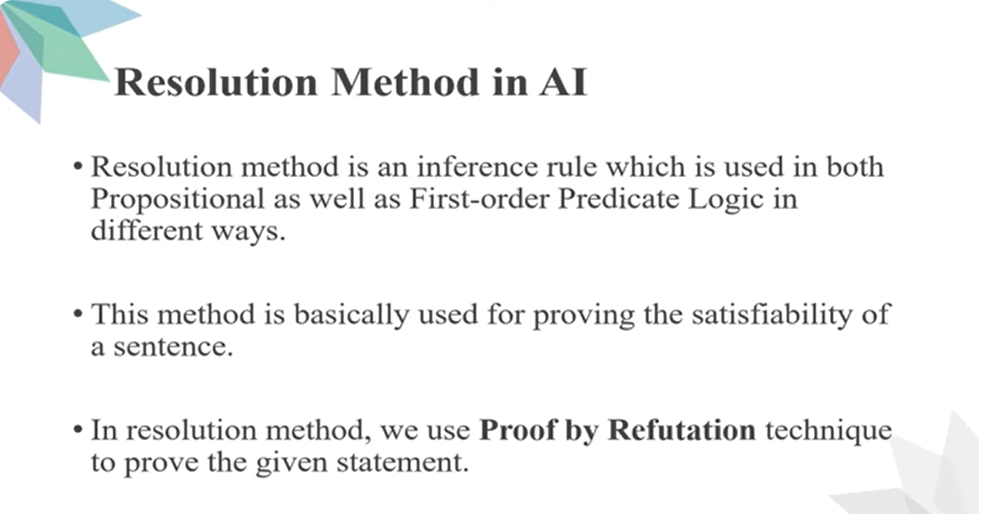 Resolution Method in AI
• Resolution method is an inference rule which is used in both
Propositional as well as First-order Predicate Logic in
different ways.
• This method is basically used for proving the satisfiability of
a sentence.
• In resolution method, we use Proof by Refutation technique
to prove the given statement.